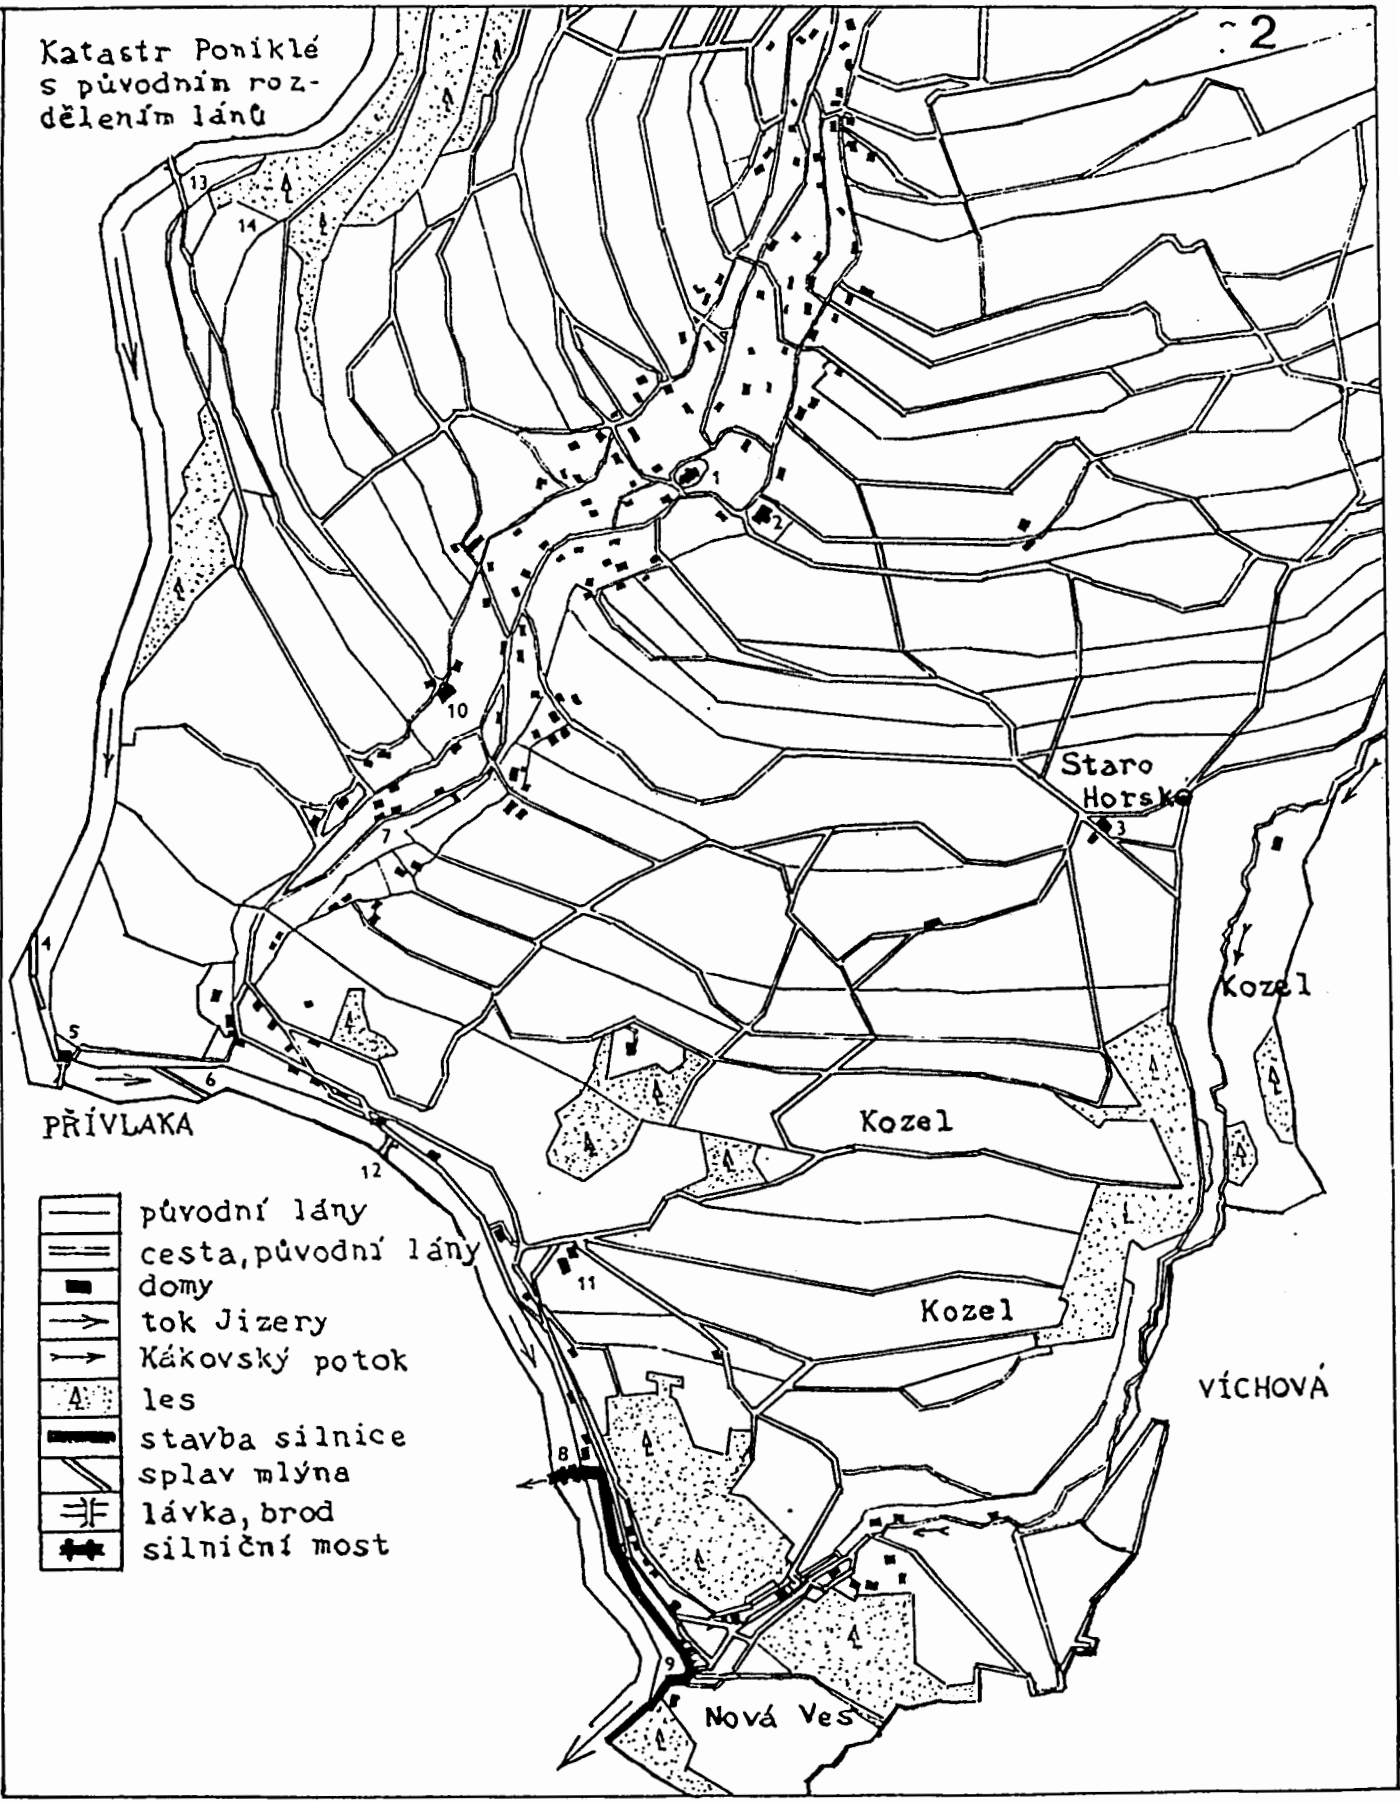 2
Katastr Poniklé
s původním roz-
dělením lánů
13
14
1
2
10
Staro
Horsko
3
7
4
Kozel
5
6
PŘÍVLAKA
Kozel
12
původní lány
cesta, původní lány
domy
11
tok Jizery
Kozel
Kákovský potok
VÍCHOVÁ
les
stavba silnice
8
splav mlýna
lávka, brod
silniční most
9
Nová Ves